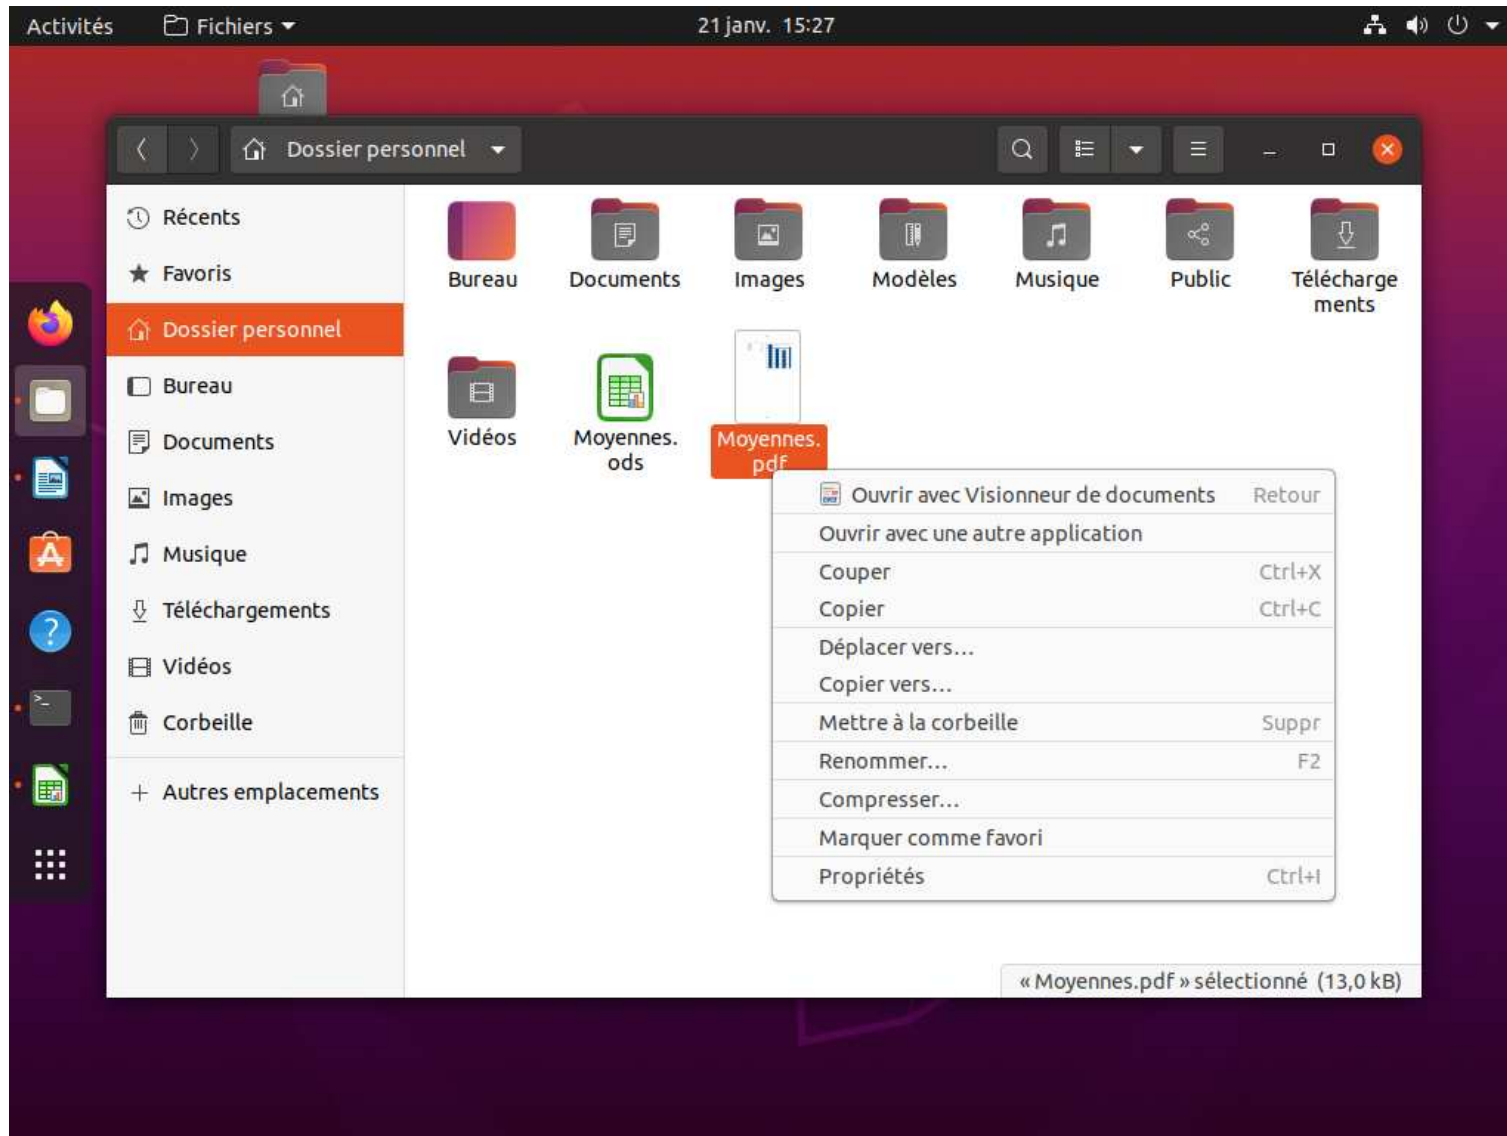 Activités Fichiers 21 janv. 15:27
Dossier personnel
Récents
Favoris
Dossier personnel
Bureau
Documents
Images
Musique
Téléchargements
Vidéos
Corbeille
+ Autres emplacements
Bureau Documents Images Modèles Musique Public Télécharge
ments
Vidéos Moyennes. Moyennes.
ods pdf
Ouvrir avec Visionneur de documents Retour
Ouvrir avec une autre application
Couper Ctrl+X
Copier Ctrl+C
Déplacer vers…
Copier vers…
Mettre à la corbeille Suppr
Renommer… F2
Compresser…
Marquer comme favori
Propriétés Ctrl+I
« Moyennes.pdf » sélectionné (13,0 kB)